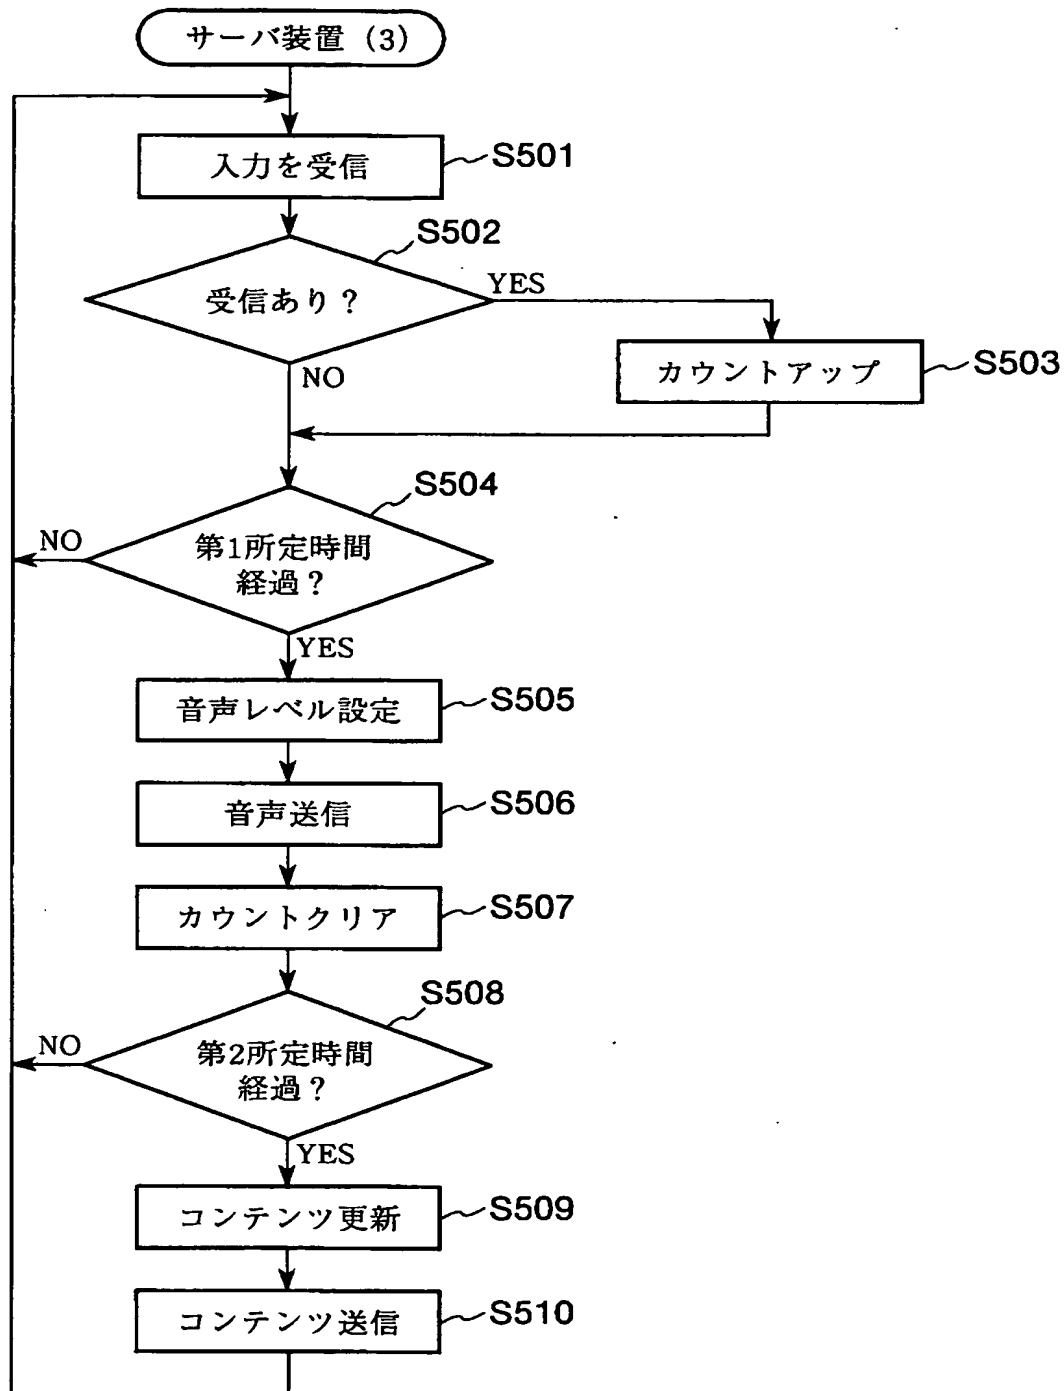 サーバ装置 (3)
入力を受信
S501
S502
受信あり?
YES
NO
カウントアップ
S503
S504
第1所定時間
経過?
NO
YES
音声レベル設定
S505
音声送信
S506
カウントクリア
S507
S508
第2所定時間
経過?
NO
YES
コンテンツ更新
S509
コンテンツ送信
S510